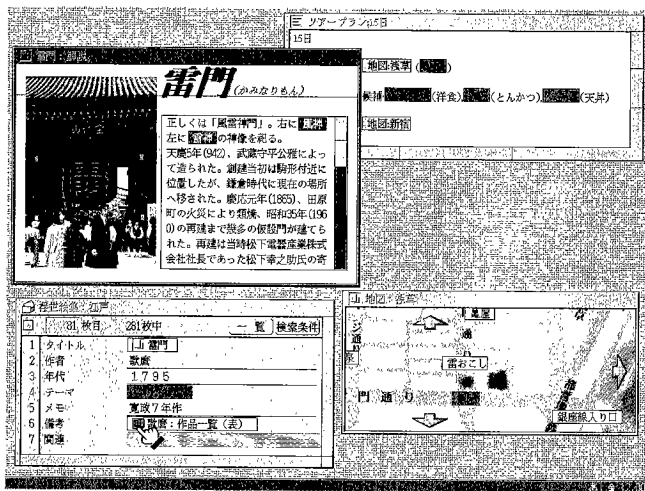 ツアープラン:15日
15日
地図:浅草
候補
(洋食),
(とんかつ),
(天丼)
地図:新宿
雷門:解説
雷門(かみなりもん)
正しくは「風雷神門」。右に風神
左に雷神の神像を祀る。
天慶5年(942)、武蔵守平公雅によっ
て造られた。創建当初は駒形付近に
位置したが、鎌倉時代に現在の場所
へ移された。慶応元年(1865)、田原
町の火災により類焼、昭和35年(196
0)の再建まで幾多の仮設門が建てら
れた。再建は当時松下電器産業株式
会社社長であった松下幸之助氏の寄
浮世絵集:江戸
81 枚目 281枚中 一覧 検索条件
1 タイトル 雷門
2 作者 歌麿
3 年代 1795
4 テーマ
5 メモ 寛政7年作
6 備考 歌麿:作品一覧(表)
7 関連
地図:浅草
亀屋
雷おこし
門通り
銀座線入り口